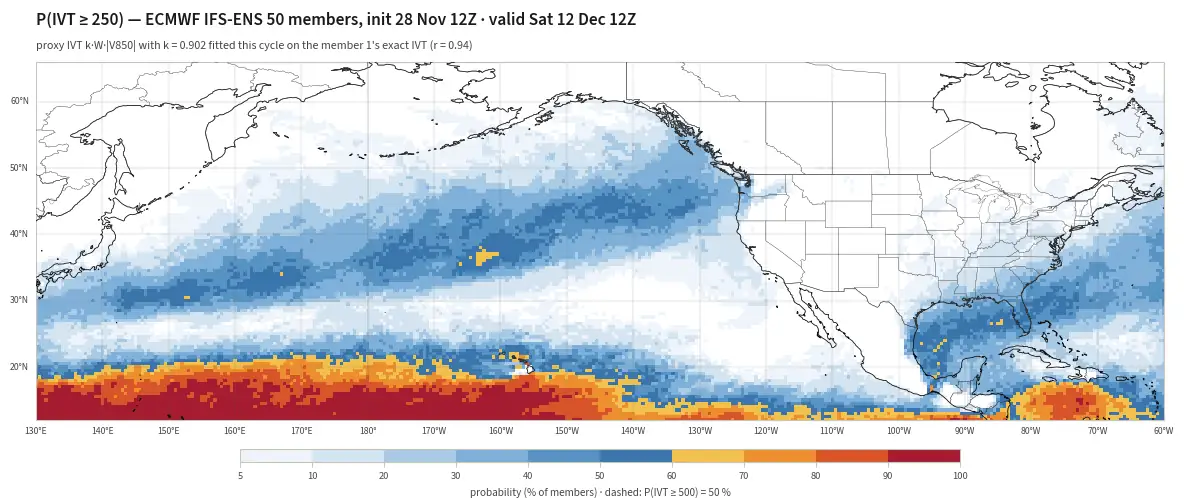 P(IVT ≥ 250) — ECMWF IFS-ENS 50 members, init 28 Nov 12Z · valid Sat 12 Dec 12Z
proxy IVT k·W·|V850| with k = 0.902 fitted this cycle on the member 1's exact IVT (r = 0.94)
60°N
50°N
40°N
30°N
20°N
130°E 140°E 150°E 160°E 170°E 180° 170°W 160°W 150°W 140°W 130°W 120°W 110°W 100°W 90°W 80°W 70°W 60°W
5 10 20 30 40 50 60 70 80 90 100
probability (% of members) · dashed: P(IVT ≥ 500) = 50 %